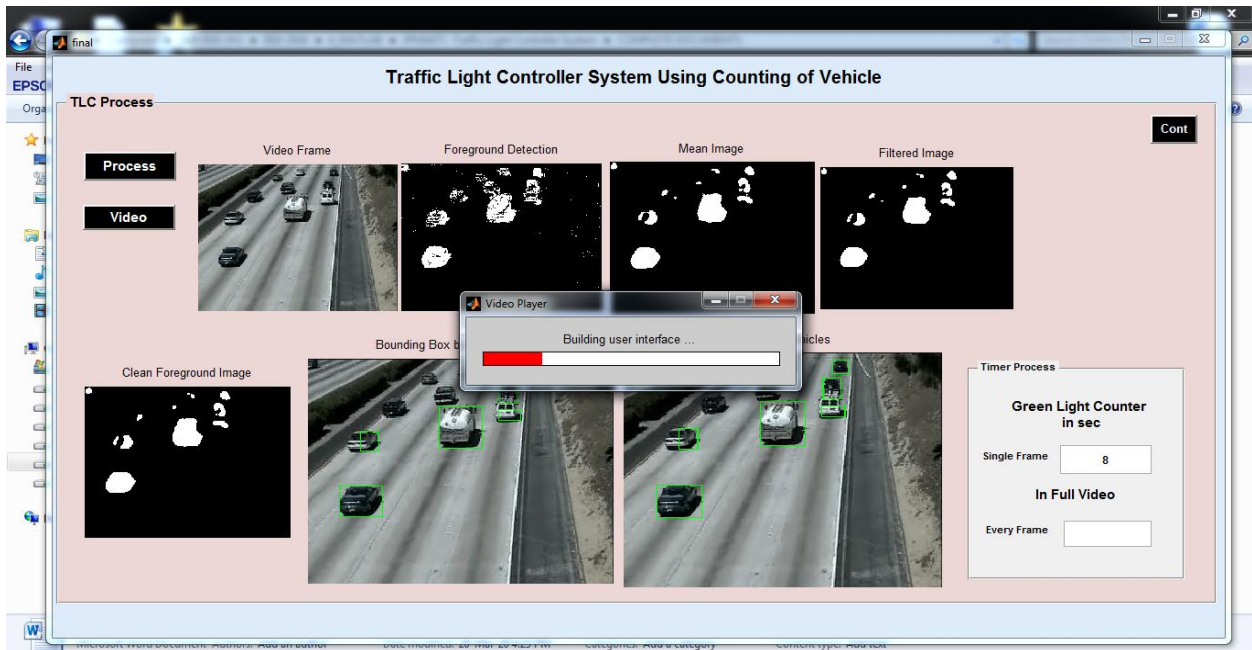 final
File
EPSO
Orga
Traffic Light Controller System Using Counting of Vehicle
TLC Process
Cont
Process
Video
Video Frame
Foreground Detection
Mean Image
Filtered Image
Video Player
Building user interface ...
Bounding Box b
icles
Clean Foreground Image
Timer Process
Green Light Counter
in sec
Single Frame
8
In Full Video
Every Frame
Microsoft Word Document Authors: Add an author Date modified: 20-Mar-20 4:25 PM Categories: Add a category Content type: Add text